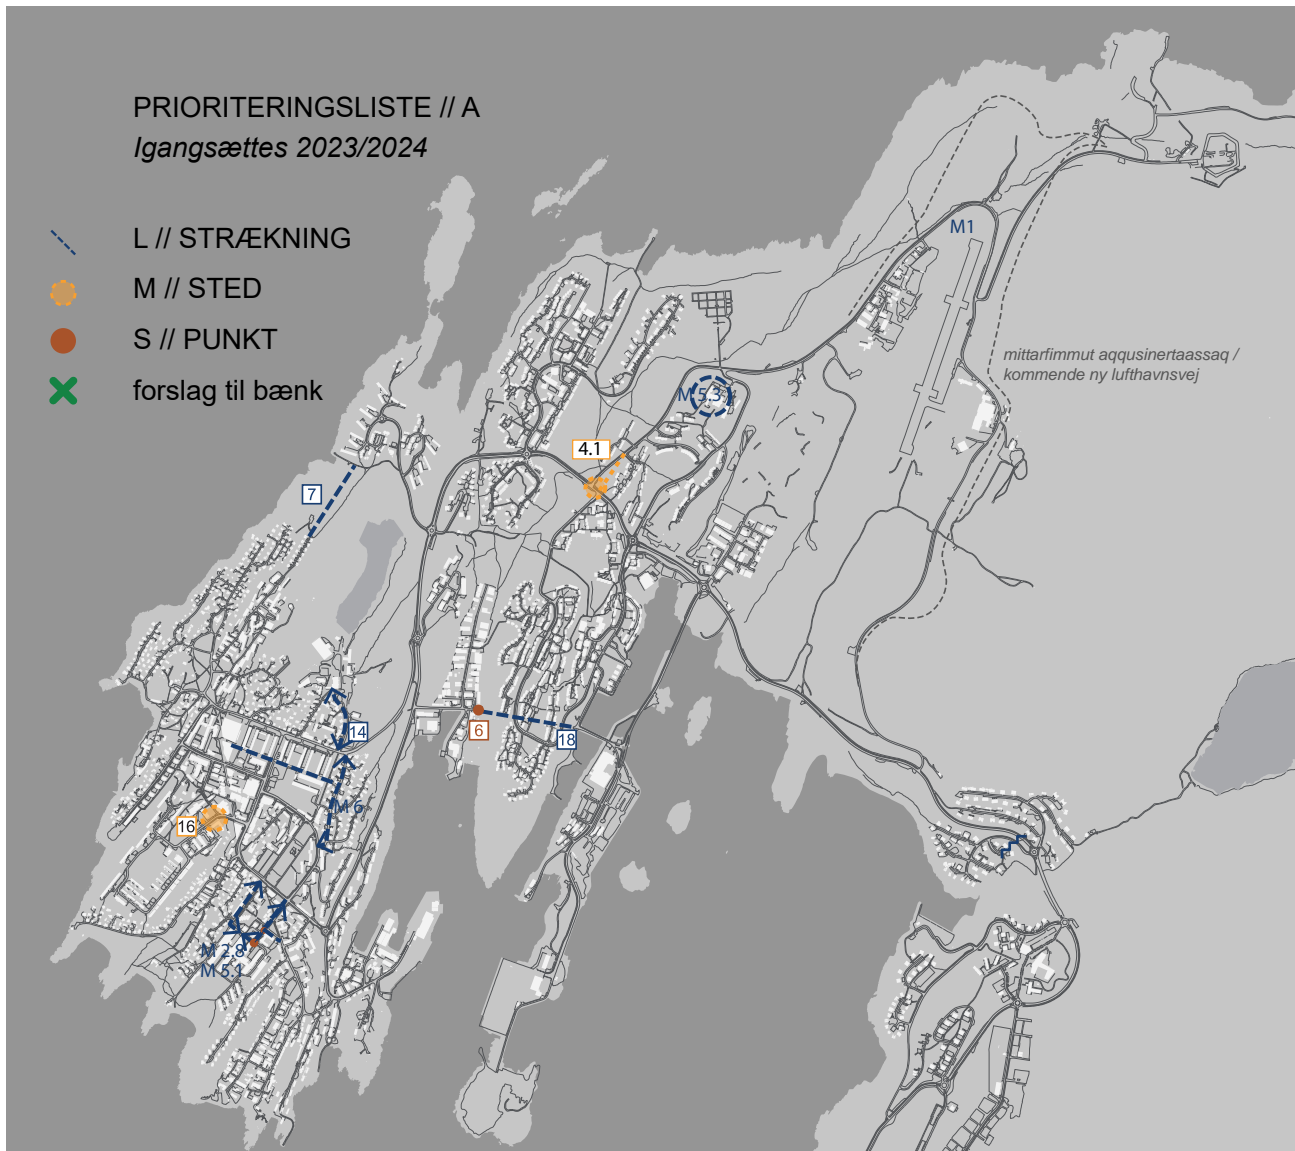 PRIORITERINGSLISTE // A
Igangsættes 2023/2024
L // STRÆKNING
M // STED
S // PUNKT
forslag til bænk
M1
mittarfimmut aqqusinertaassaq /
kommende ny lufthavnsvej
M 5.3
4.1
7
6
18
14
M 6
16
M 2.8
M 5.1